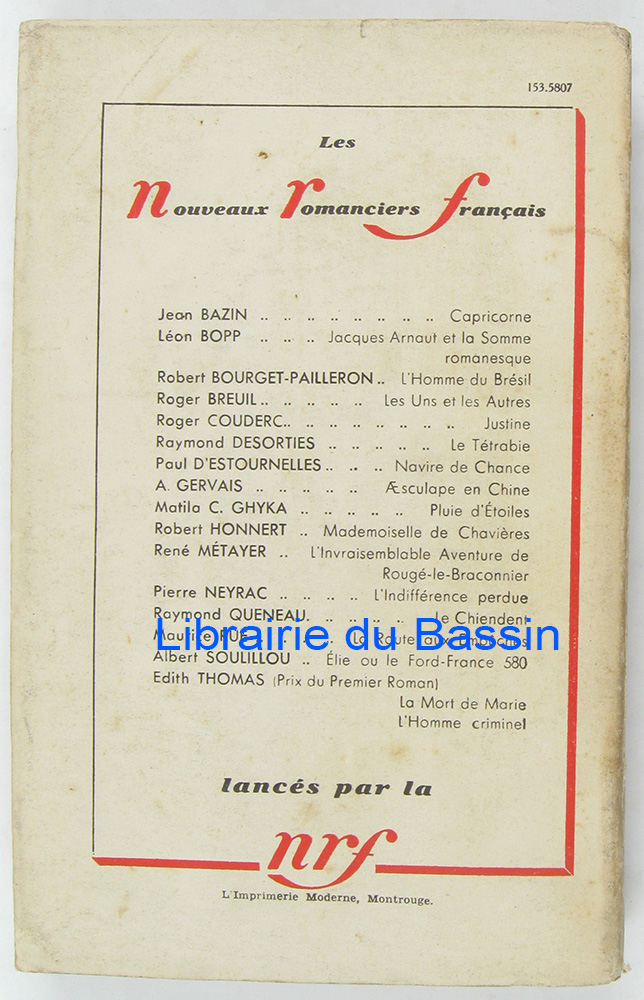 153.5807
Les
Nouveaux romanciers français
Jean BAZIN .. .. .. .. .. .. .. .. Capricorne
Léon BOPP .. .. .. Jacques Arnaut et la Somme
romanesque
Robert BOURGET-PAILLERON .. L'Homme du Brésil
Roger BREUIL .. .. .. .. .. Les Uns et les Autres
Roger COUDERC.. .. .. .. .. .. .. .. Justine
Raymond DESORTIES .. .. .. .. .. Le Tétrabie
Paul D'ESTOURNELLES .. .. .. Navire de Chance
A. GERVAIS .. .. .. .. .. Æsculape en Chine
Matila C. GHYKA .. .. .. .. .. Pluie d'Étoiles
Robert HONNERT .. Mademoiselle de Chavières
René MÉTAYER .. L'Invraisemblable Aventure de
Rougé-le-Braconnier
Pierre NEYRAC .. .. .. .. L'Indifférence perdue
Raymond QUENEAU. .. .. .. .. Le Chiendent
Librairie du Bassin
Maurice La Route aux
Albert SOULILLOU .. Élie ou le Ford-France 580
Edith THOMAS (Prix du Premier Roman)
La Mort de Marie
L'Homme criminel
lancés par la
nrf
L'Imprimerie Moderne, Montrouge.